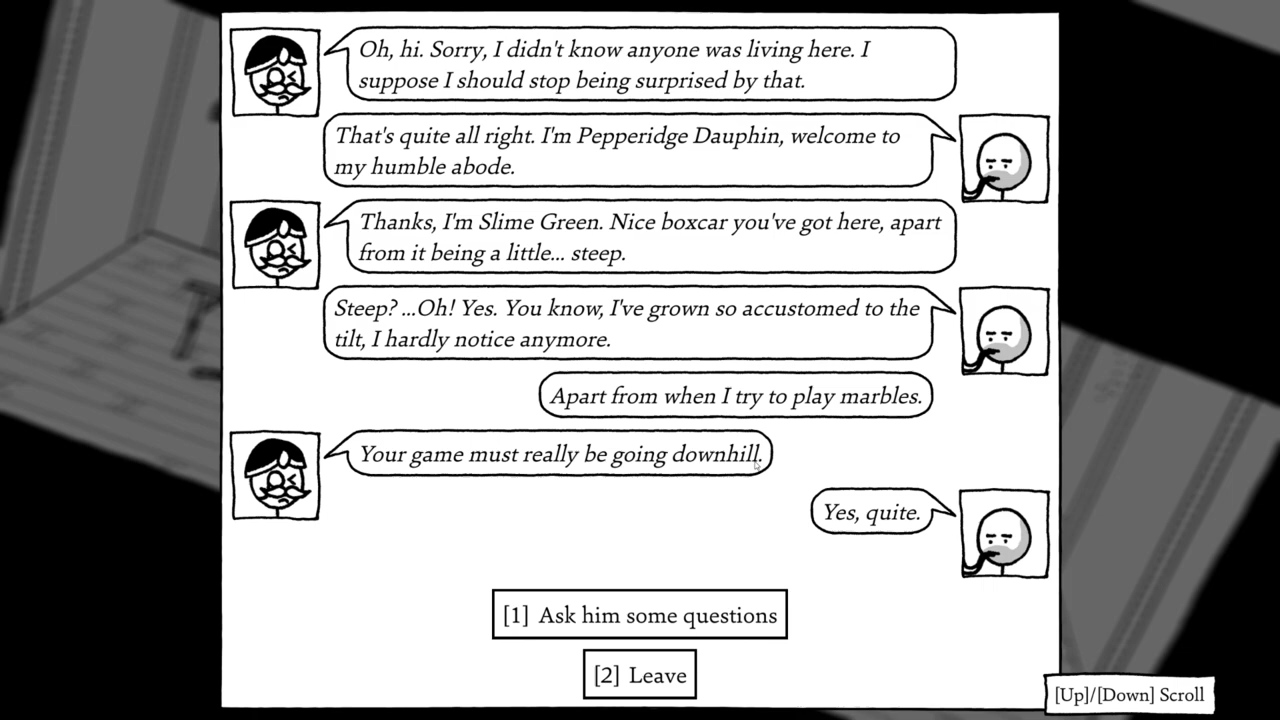 Oh, hi. Sorry, I didn't know anyone was living here. I
suppose I should stop being surprised by that.
That's quite all right. I'm Pepperidge Dauphin, welcome to
my humble abode.
Thanks, I'm Slime Green. Nice boxcar you've got here, apart
from it being a little... steep.
Steep? ...Oh! Yes. You know, I've grown so accustomed to the
tilt, I hardly notice anymore.
Apart from when I try to play marbles.
Your game must really be going downhill.
Yes, quite.
[1] Ask him some questions
[2] Leave
[Up]/[Down] Scroll